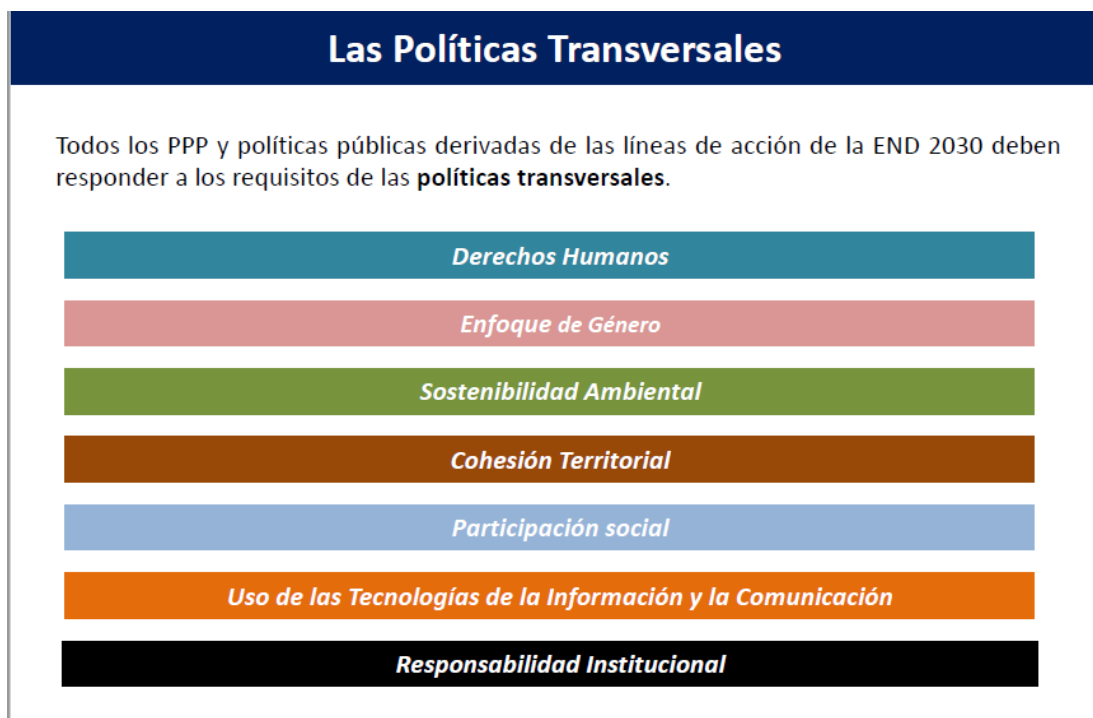 Las Políticas Transversales
Todos los PPP y políticas públicas derivadas de las líneas de acción de la END 2030 deben
responder a los requisitos de las políticas transversales.
Derechos Humanos
Enfoque de Género
Sostenibilidad Ambiental
Cohesión Territorial
Participación social
Uso de las Tecnologías de la Información y la Comunicación
Responsabilidad Institucional